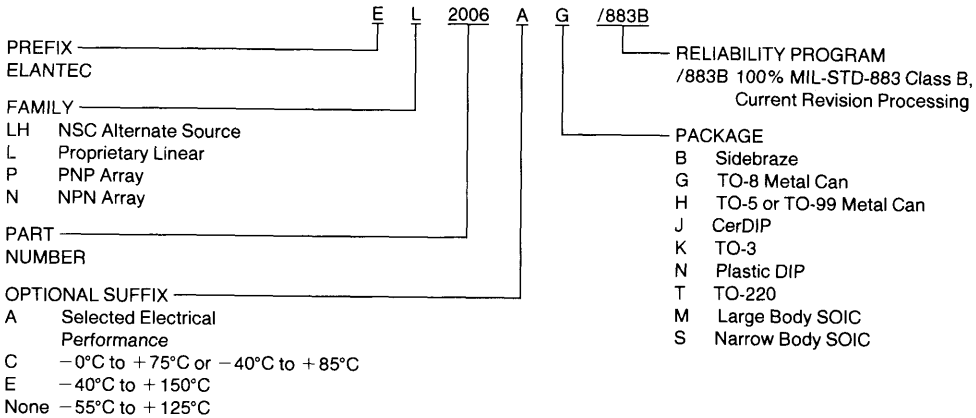 E L 2006 A G /883B
PREFIX
ELANTEC
FAMILY
LH NSC Alternate Source
L Proprietary Linear
P PNP Array
N NPN Array
PART
NUMBER
OPTIONAL SUFFIX
A Selected Electrical
Performance
C −0°C to +75°C or −40°C to +85°C
E −40°C to +150°C
None −55°C to +125°C
RELIABILITY PROGRAM
/883B 100% MIL-STD-883 Class B,
Current Revision Processing
PACKAGE
B Sidebraze
G TO-8 Metal Can
H TO-5 or TO-99 Metal Can
J CerDIP
K TO-3
N Plastic DIP
T TO-220
M Large Body SOIC
S Narrow Body SOIC